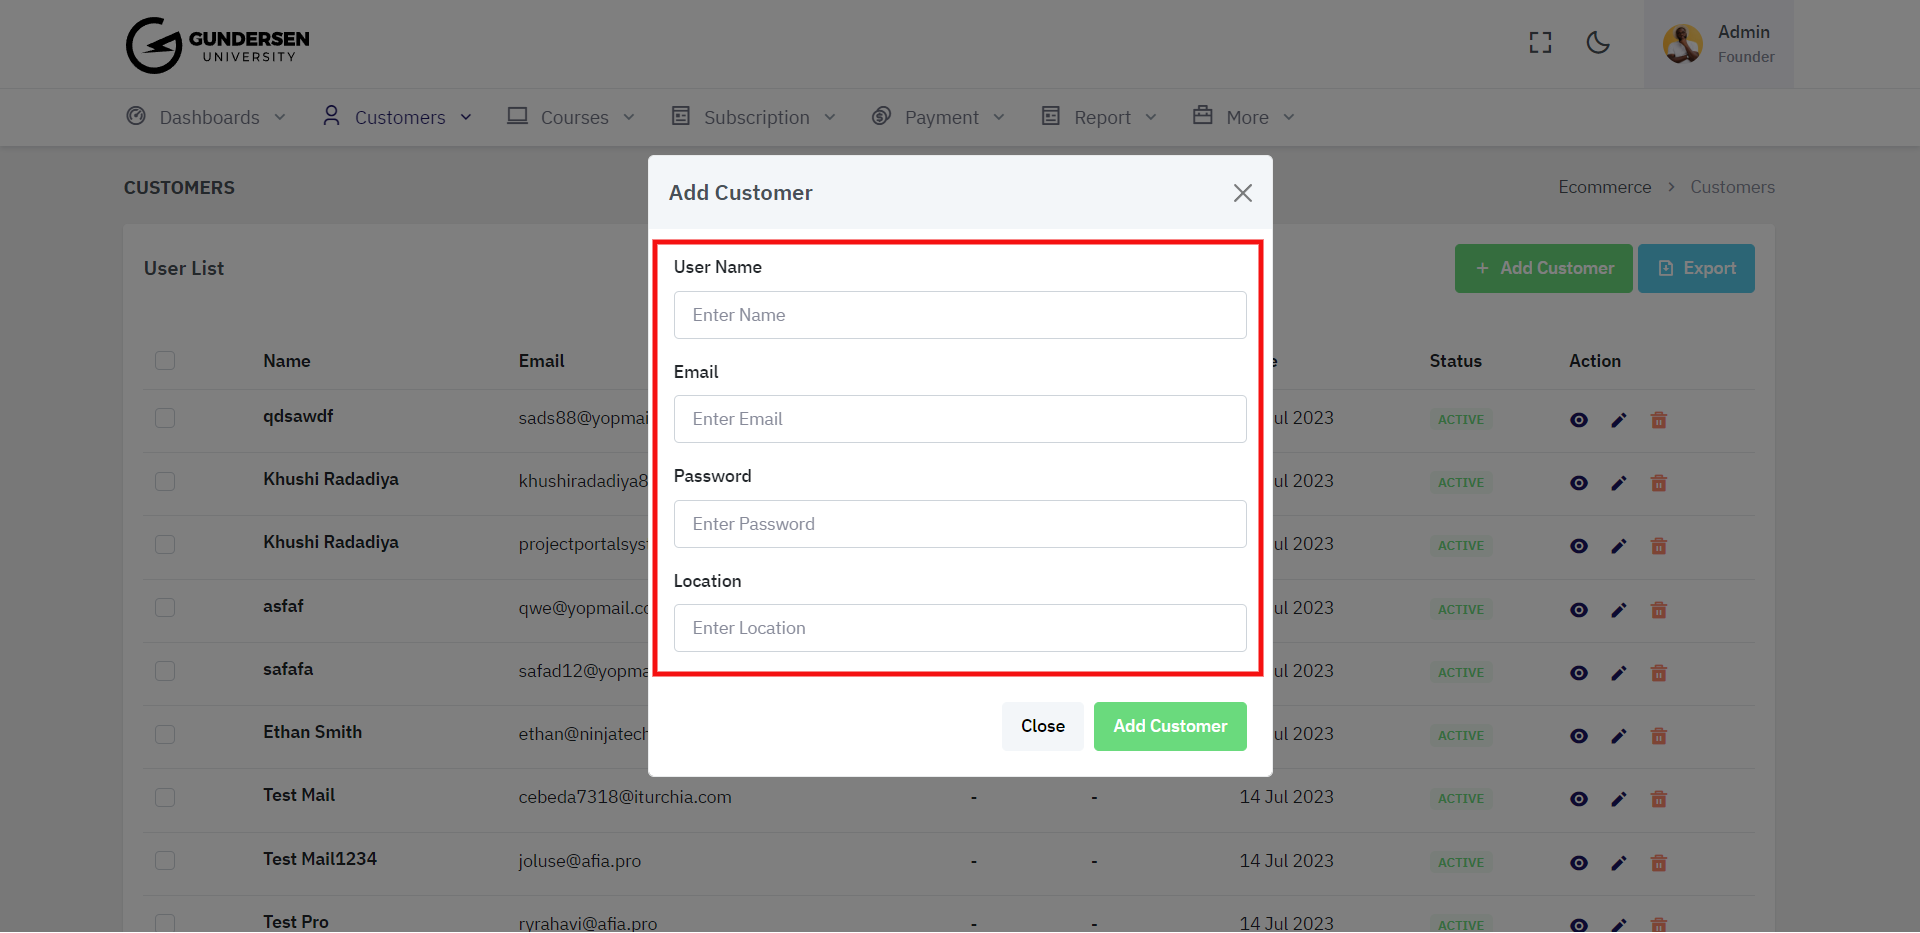 GUNDERSEN
UNIVERSITY
Admin
Founder
Dashboards
Customers
Courses
Subscription
Payment
Report
More
CUSTOMERS
Ecommerce > Customers
User List
+ Add Customer
Export
Add Customer
User Name
Enter Name
Email
Enter Email
Password
Enter Password
Location
Enter Location
Close
Add Customer
Name Email Status Action
qdsawdf sads88@yopmai ul 2023 ACTIVE
Khushi Radadiya khushiradadiya8 ul 2023 ACTIVE
Khushi Radadiya projectportalsys ul 2023 ACTIVE
asfaf qwe@yopmail.co ul 2023 ACTIVE
safafa safad12@yopma ul 2023 ACTIVE
Ethan Smith ethan@ninjatech ul 2023 ACTIVE
Test Mail cebeda7318@iturchia.com - - 14 Jul 2023 ACTIVE
Test Mail1234 joluse@afia.pro - - 14 Jul 2023 ACTIVE
Test Pro ryrahavi@afia.pro - - 14 Jul 2023 ACTIVE